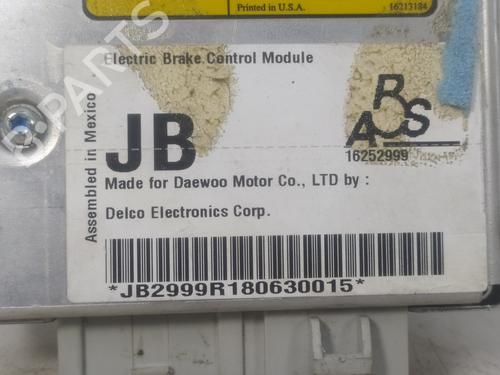 Printed in U.S.A. 16213184
Electric Brake Control Module
Assembled in Mexico
JB
ABS
16252999
Made for Daewoo Motor Co., LTD by :
Delco Electronics Corp.
*JB2999R180630015*